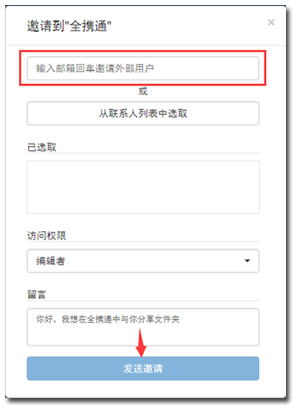 邀请到"全携通"
×
输入邮箱回车邀请外部用户
或
从联系人列表中选取
已选取
访问权限
编辑者
留言
你好，我想在全携通中与你分享文件夹
发送邀请